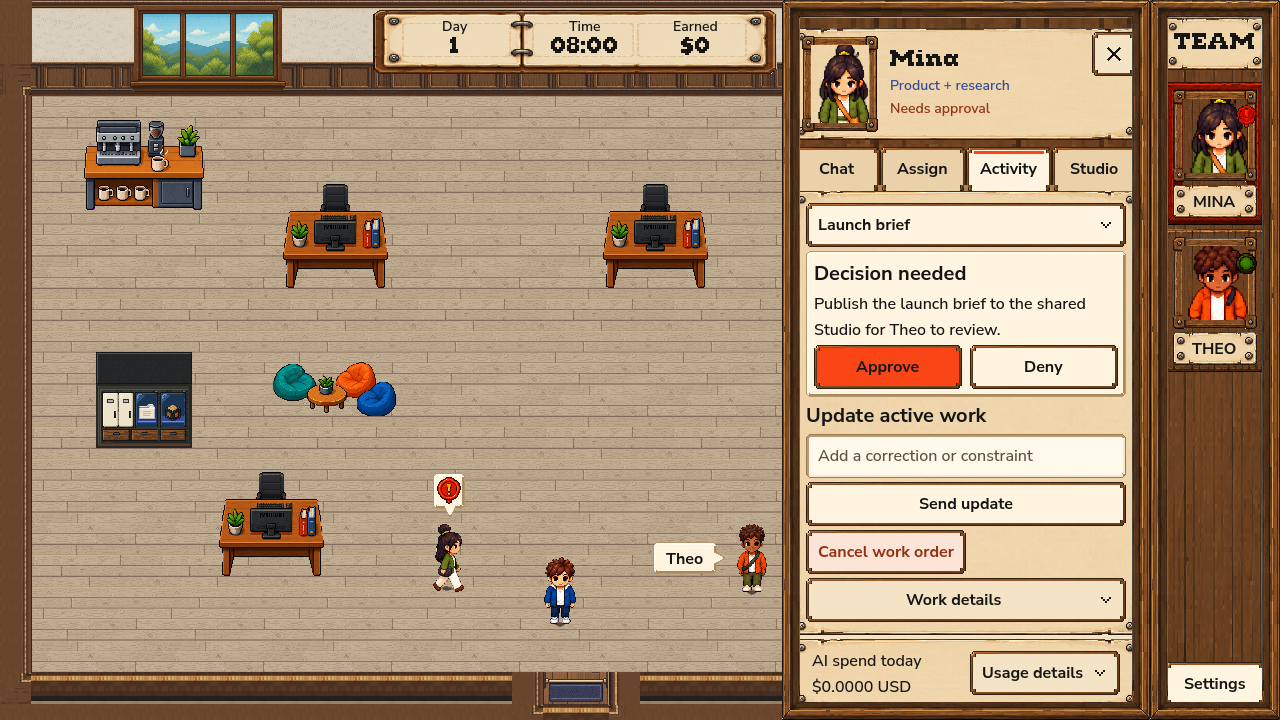 Day
1
Time
08:00
Earned
$0
Mina
Product + research
Needs approval
Chat
Assign
Activity
Studio
Launch brief
Decision needed
Publish the launch brief to the shared
Studio for Theo to review.
Approve
Deny
Update active work
Add a correction or constraint
Send update
Cancel work order
Work details
AI spend today
$0.0000 USD
Usage details
TEAM
MINA
THEO
Settings
Theo
!